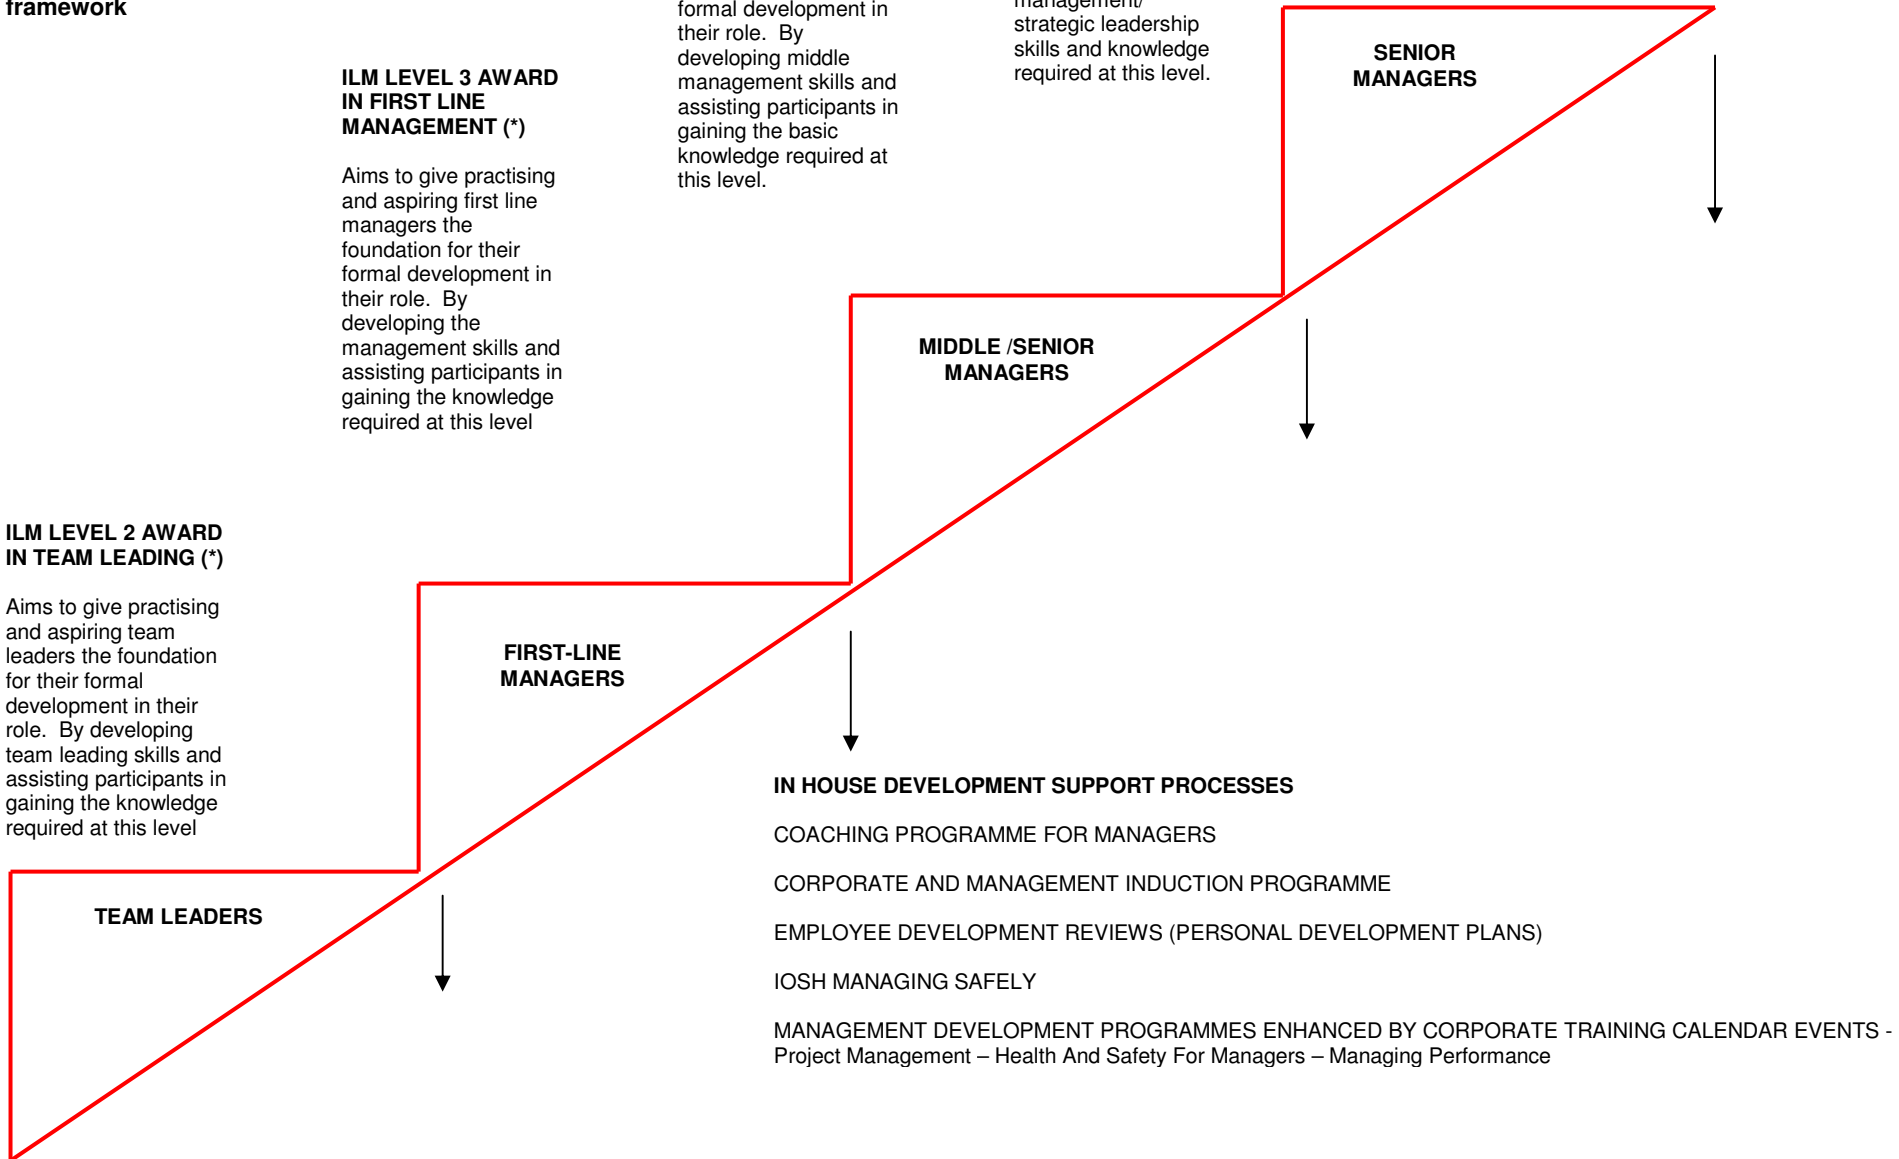 framework
ILM LEVEL 3 AWARD
IN FIRST LINE
MANAGEMENT (*)
Aims to give practising
and aspiring first line
managers the
foundation for their
formal development in
their role.  By
developing the
management skills and
assisting participants in
gaining the knowledge
required at this level
formal development in
their role.  By
developing middle
management skills and
assisting participants in
gaining the basic
knowledge required at
this level.
management/
strategic leadership
skills and knowledge
required at this level.
SENIOR
MANAGERS
MIDDLE /SENIOR
MANAGERS
ILM LEVEL 2 AWARD
IN TEAM LEADING (*)
Aims to give practising
and aspiring team
leaders the foundation
for their formal
development in their
role.  By developing
team leading skills and
assisting participants in
gaining the knowledge
required at this level
FIRST-LINE
MANAGERS
TEAM LEADERS
IN HOUSE DEVELOPMENT SUPPORT PROCESSES
COACHING PROGRAMME FOR MANAGERS
CORPORATE AND MANAGEMENT INDUCTION PROGRAMME
EMPLOYEE DEVELOPMENT REVIEWS (PERSONAL DEVELOPMENT PLANS)
IOSH MANAGING SAFELY
MANAGEMENT DEVELOPMENT PROGRAMMES ENHANCED BY CORPORATE TRAINING CALENDAR EVENTS -
Project Management – Health And Safety For Managers – Managing Performance